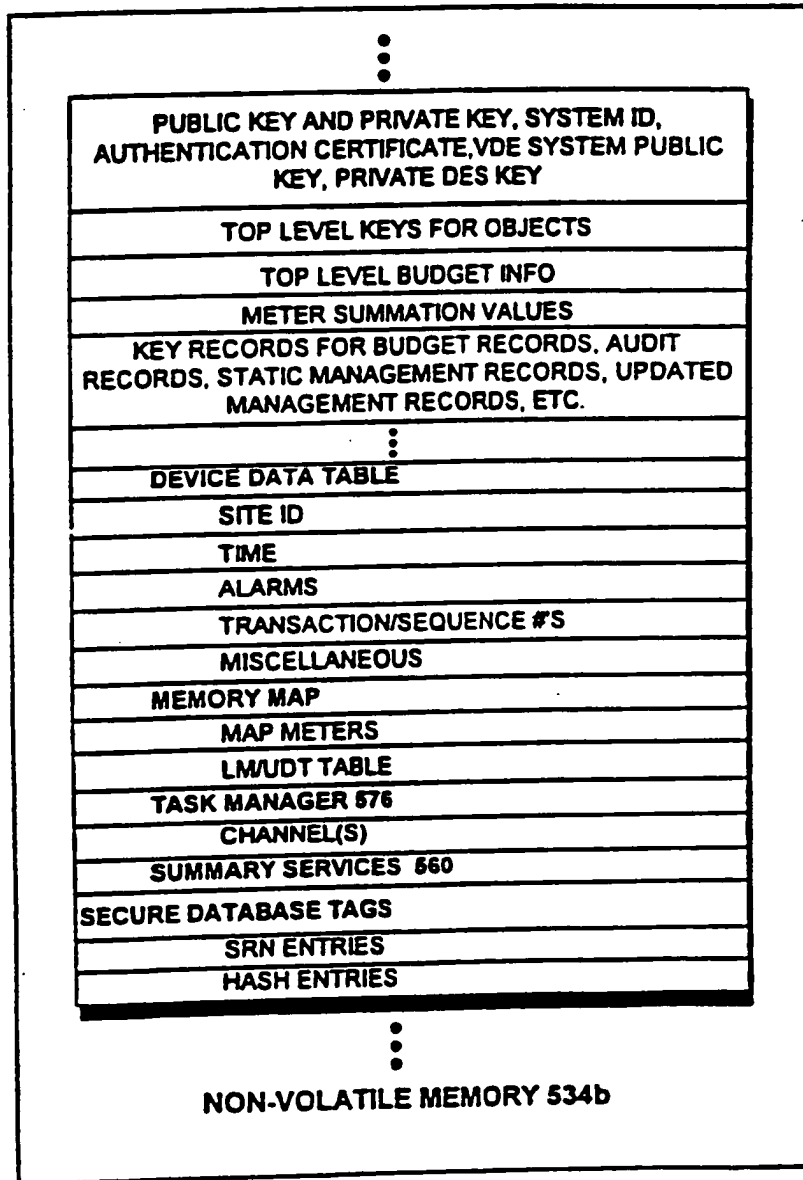 PUBLIC KEY AND PRIVATE KEY, SYSTEM ID,
AUTHENTICATION CERTIFICATE,VDE SYSTEM PUBLIC
KEY, PRIVATE DES KEY
TOP LEVEL KEYS FOR OBJECTS
TOP LEVEL BUDGET INFO
METER SUMMATION VALUES
KEY RECORDS FOR BUDGET RECORDS, AUDIT
RECORDS, STATIC MANAGEMENT RECORDS, UPDATED
MANAGEMENT RECORDS, ETC.
DEVICE DATA TABLE
SITE ID
TIME
ALARMS
TRANSACTION/SEQUENCE #'S
MISCELLANEOUS
MEMORY MAP
MAP METERS
LM/UDT TABLE
TASK MANAGER 576
CHANNEL(S)
SUMMARY SERVICES 560
SECURE DATABASE TAGS
SRN ENTRIES
HASH ENTRIES
NON-VOLATILE MEMORY 534b